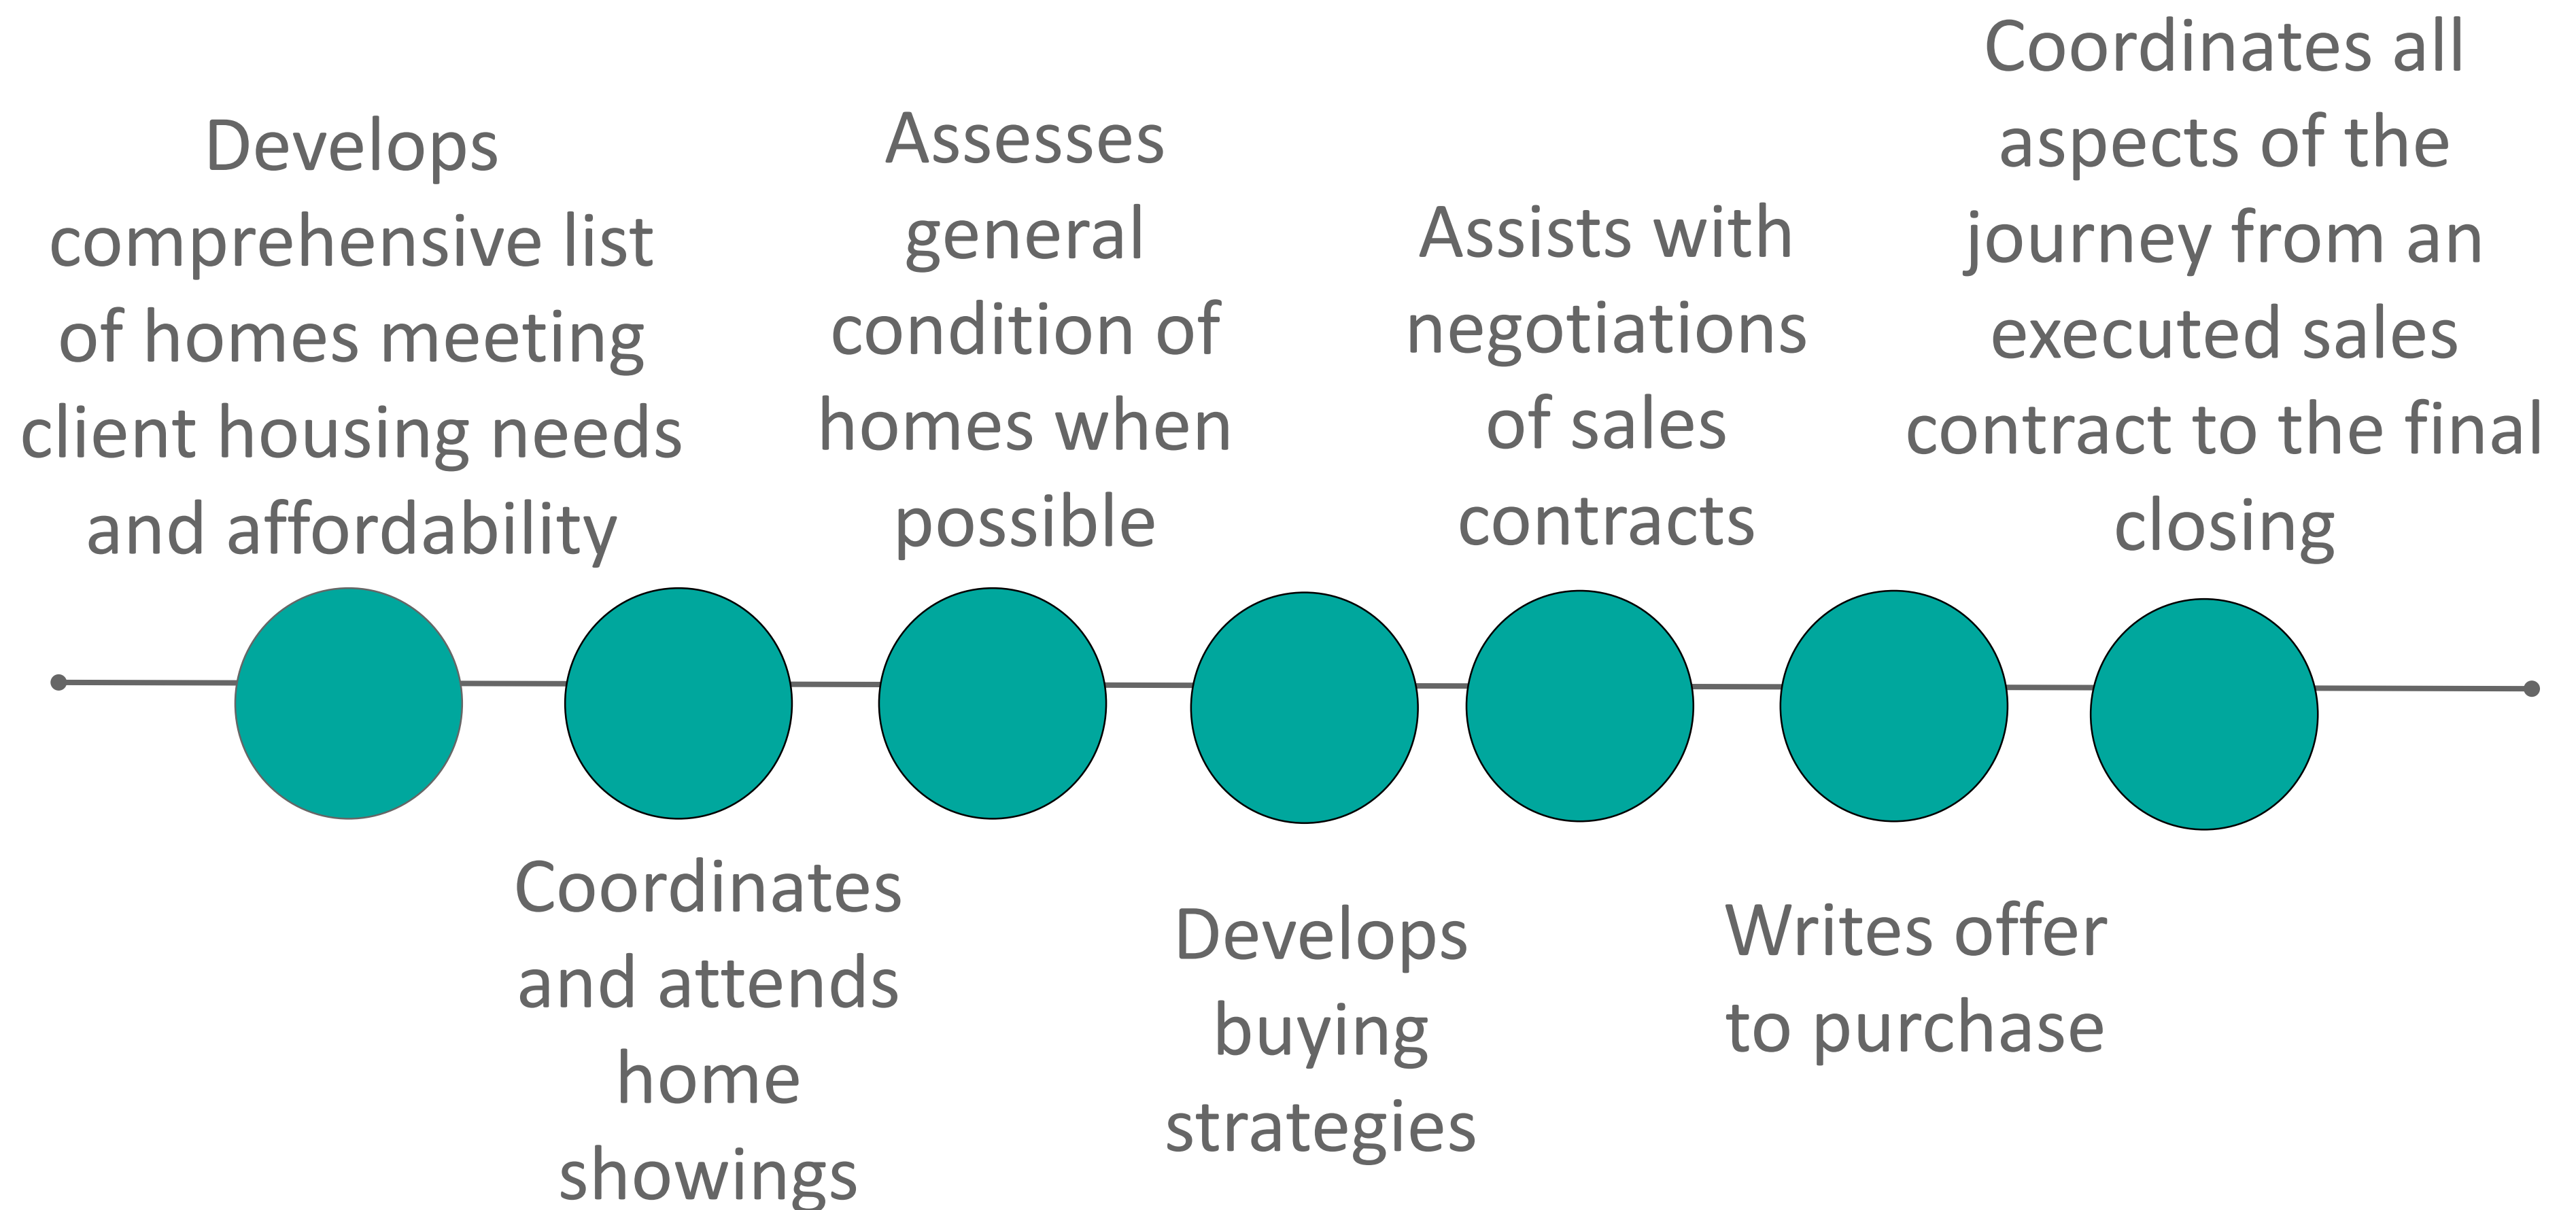 Develops
comprehensive list
of homes meeting
client housing needs
and affordability
Coordinates
and attends
home
showings
Assesses
general
condition of
homes when
possible
Develops
buying
strategies
Assists with
negotiations
of sales
contracts
Writes offer
to purchase
Coordinates all
aspects of the
journey from an
executed sales
contract to the final
closing